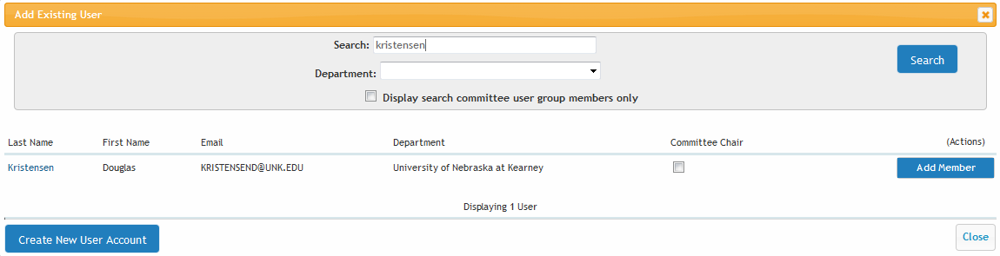 Add Existing User
Search: kristensen
Search
Department:
Display search committee user group members only
Last Name First Name Email Department Committee Chair (Actions)
Kristensen Douglas KRISTENSEND@UNK.EDU University of Nebraska at Kearney Add Member
Displaying 1 User
Create New User Account Close